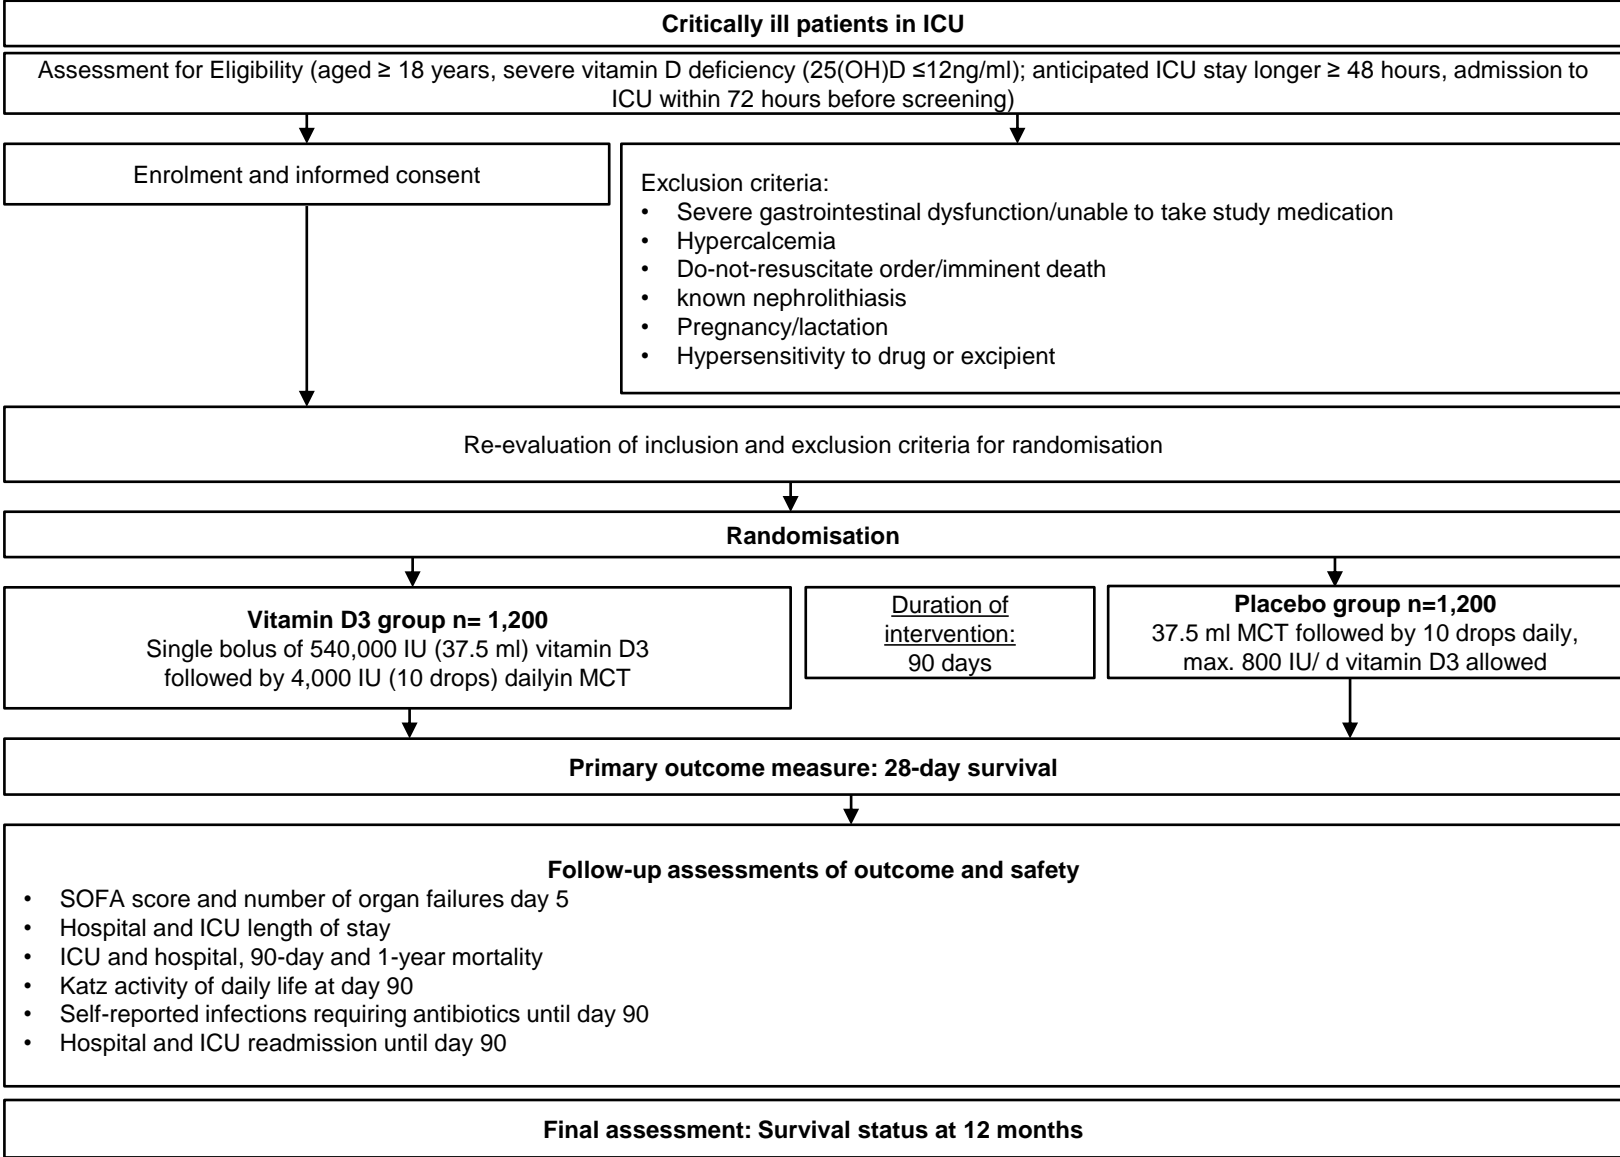 Critically ill patients in ICU
Assessment for Eligibility (aged ≥ 18 years, severe vitamin D deficiency (25(OH)D ≤12ng/ml); anticipated ICU stay longer ≥ 48 hours, admission to
ICU within 72 hours before screening)
Enrolment and informed consent
Exclusion criteria:
• Severe gastrointestinal dysfunction/unable to take study medication
• Hypercalcemia
• Do-not-resuscitate order/imminent death
• known nephrolithiasis
• Pregnancy/lactation
• Hypersensitivity to drug or excipient
Re-evaluation of inclusion and exclusion criteria for randomisation
Randomisation
Vitamin D3 group n= 1,200
Single bolus of 540,000 IU (37.5 ml) vitamin D3
followed by 4,000 IU (10 drops) dailyin MCT
Duration of
intervention:
90 days
Placebo group n=1,200
37.5 ml MCT followed by 10 drops daily,
max. 800 IU/ d vitamin D3 allowed
Primary outcome measure: 28-day survival
Follow-up assessments of outcome and safety
• SOFA score and number of organ failures day 5
• Hospital and ICU length of stay
• ICU and hospital, 90-day and 1-year mortality
• Katz activity of daily life at day 90
• Self-reported infections requiring antibiotics until day 90
• Hospital and ICU readmission until day 90
Final assessment: Survival status at 12 months